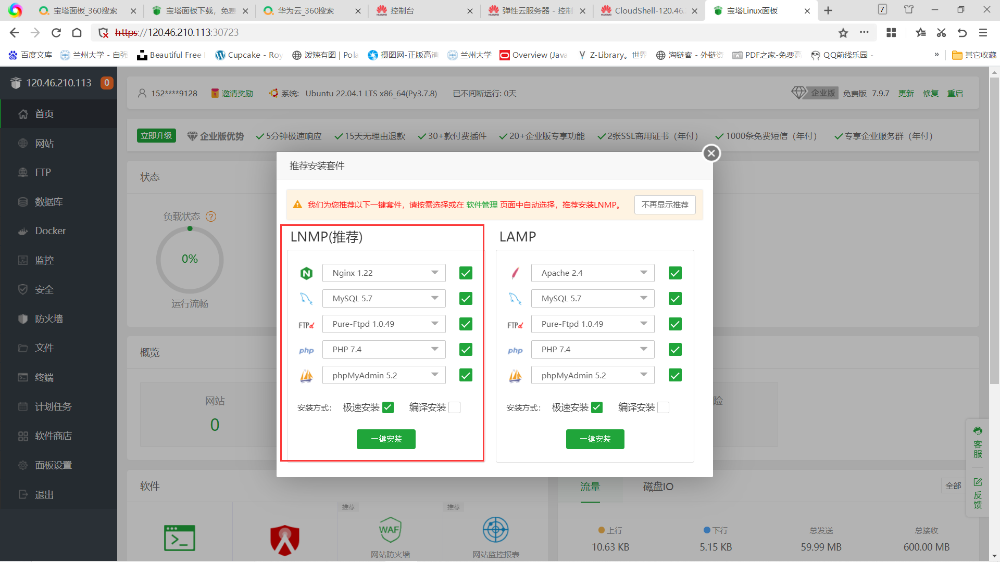 宝塔面板_360搜索
宝塔面板下载，免费
华为云_360搜索
控制台
弹性云服务器 - 控制
CloudShell-120.46.
宝塔Linux面板
7
https://120.46.210.113:30723
百度文库
兰州大学 - 自强
Beautiful Free
Cupcake - Roy
泼辣有图 | Pola
摄图网-正版高清
兰州大学
Overview (Java
Z-Library。世界
淘链客 - 外链资
PDF之家-免费高
QQ前线乐园 -
»
其它收藏
120.46.210.113
0
152****9128
邀请奖励
系统: Ubuntu 22.04.1 LTS x86_64(Py3.7.8)
已不间断运行: 0天
企业版
免费版
7.9.7
更新
修复
重启
首页
网站
FTP
数据库
Docker
监控
安全
防火墙
文件
终端
计划任务
软件商店
面板设置
退出
立即升级
企业版优势
5分钟极速响应
15天无理由退款
30+款付费插件
20+企业版专享功能
2张SSL商用证书（年付）
1000条免费短信（年付）
专享企业服务群（年付）
状态
负载状态
?
0%
运行流畅
概览
网站
0
险
推荐安装套件
我们为您推荐以下一键套件，请按需选择或在 软件管理 页面中自动选择，推荐安装LNMP。
不再显示推荐
LNMP(推荐)
Nginx 1.22
MySQL 5.7
FTPd
Pure-Ftpd 1.0.49
php
PHP 7.4
phpMyAdmin 5.2
安装方式：
极速安装
编译安装
一键安装
LAMP
Apache 2.4
MySQL 5.7
FTPd
Pure-Ftpd 1.0.49
php
PHP 7.4
phpMyAdmin 5.2
安装方式：
极速安装
编译安装
一键安装
软件
推荐
WAF
网站防火墙
推荐
网站监控报表
流量
磁盘IO
全部
上行
10.63 KB
下行
5.15 KB
总发送
59.99 MB
总接收
600.00 MB
客服
反馈